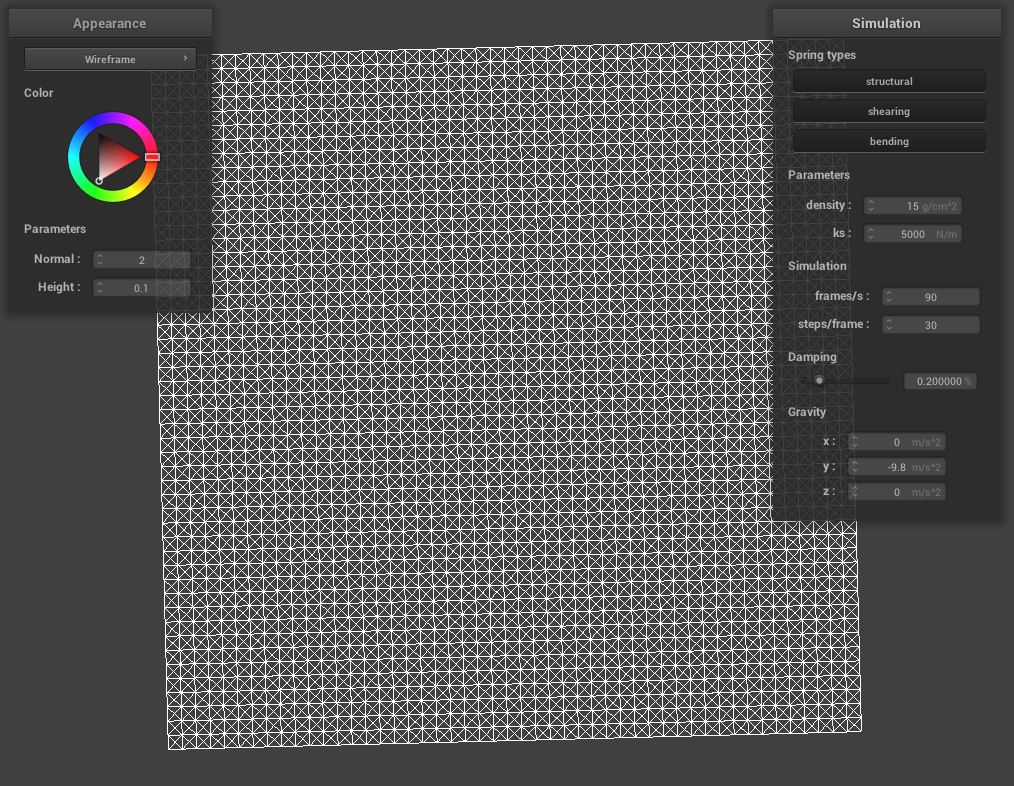 Appearance
Wireframe
Color
Parameters
Normal : 2
Height : 0.1
Simulation
Spring types
structural
shearing
bending
Parameters
density : 15 g/cm^2
ks : 5000 N/m
Simulation
frames/s : 90
steps/frame : 30
Damping
0.200000 %
Gravity
x : 0 m/s^2
y : -9.8 m/s^2
z : 0 m/s^2